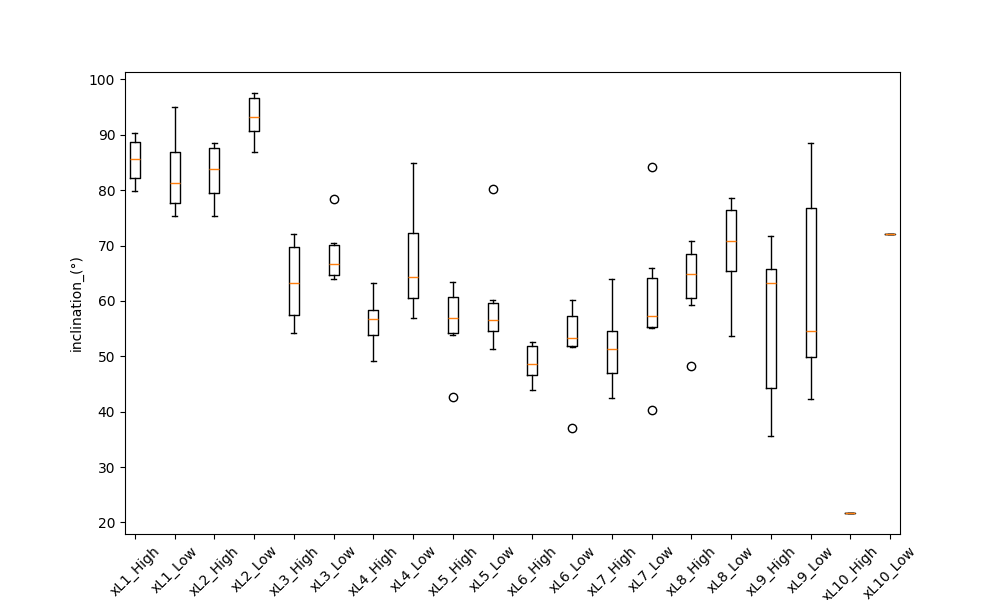 inclination_(°)
100
90
80
70
60
50
40
30
20
xL1_High
xL1_Low
xL2_High
xL2_Low
xL3_High
xL3_Low
xL4_High
xL4_Low
xL5_High
xL5_Low
xL6_High
xL6_Low
xL7_High
xL7_Low
xL8_High
xL8_Low
xL9_High
xL9_Low
xL10_High
xL10_Low